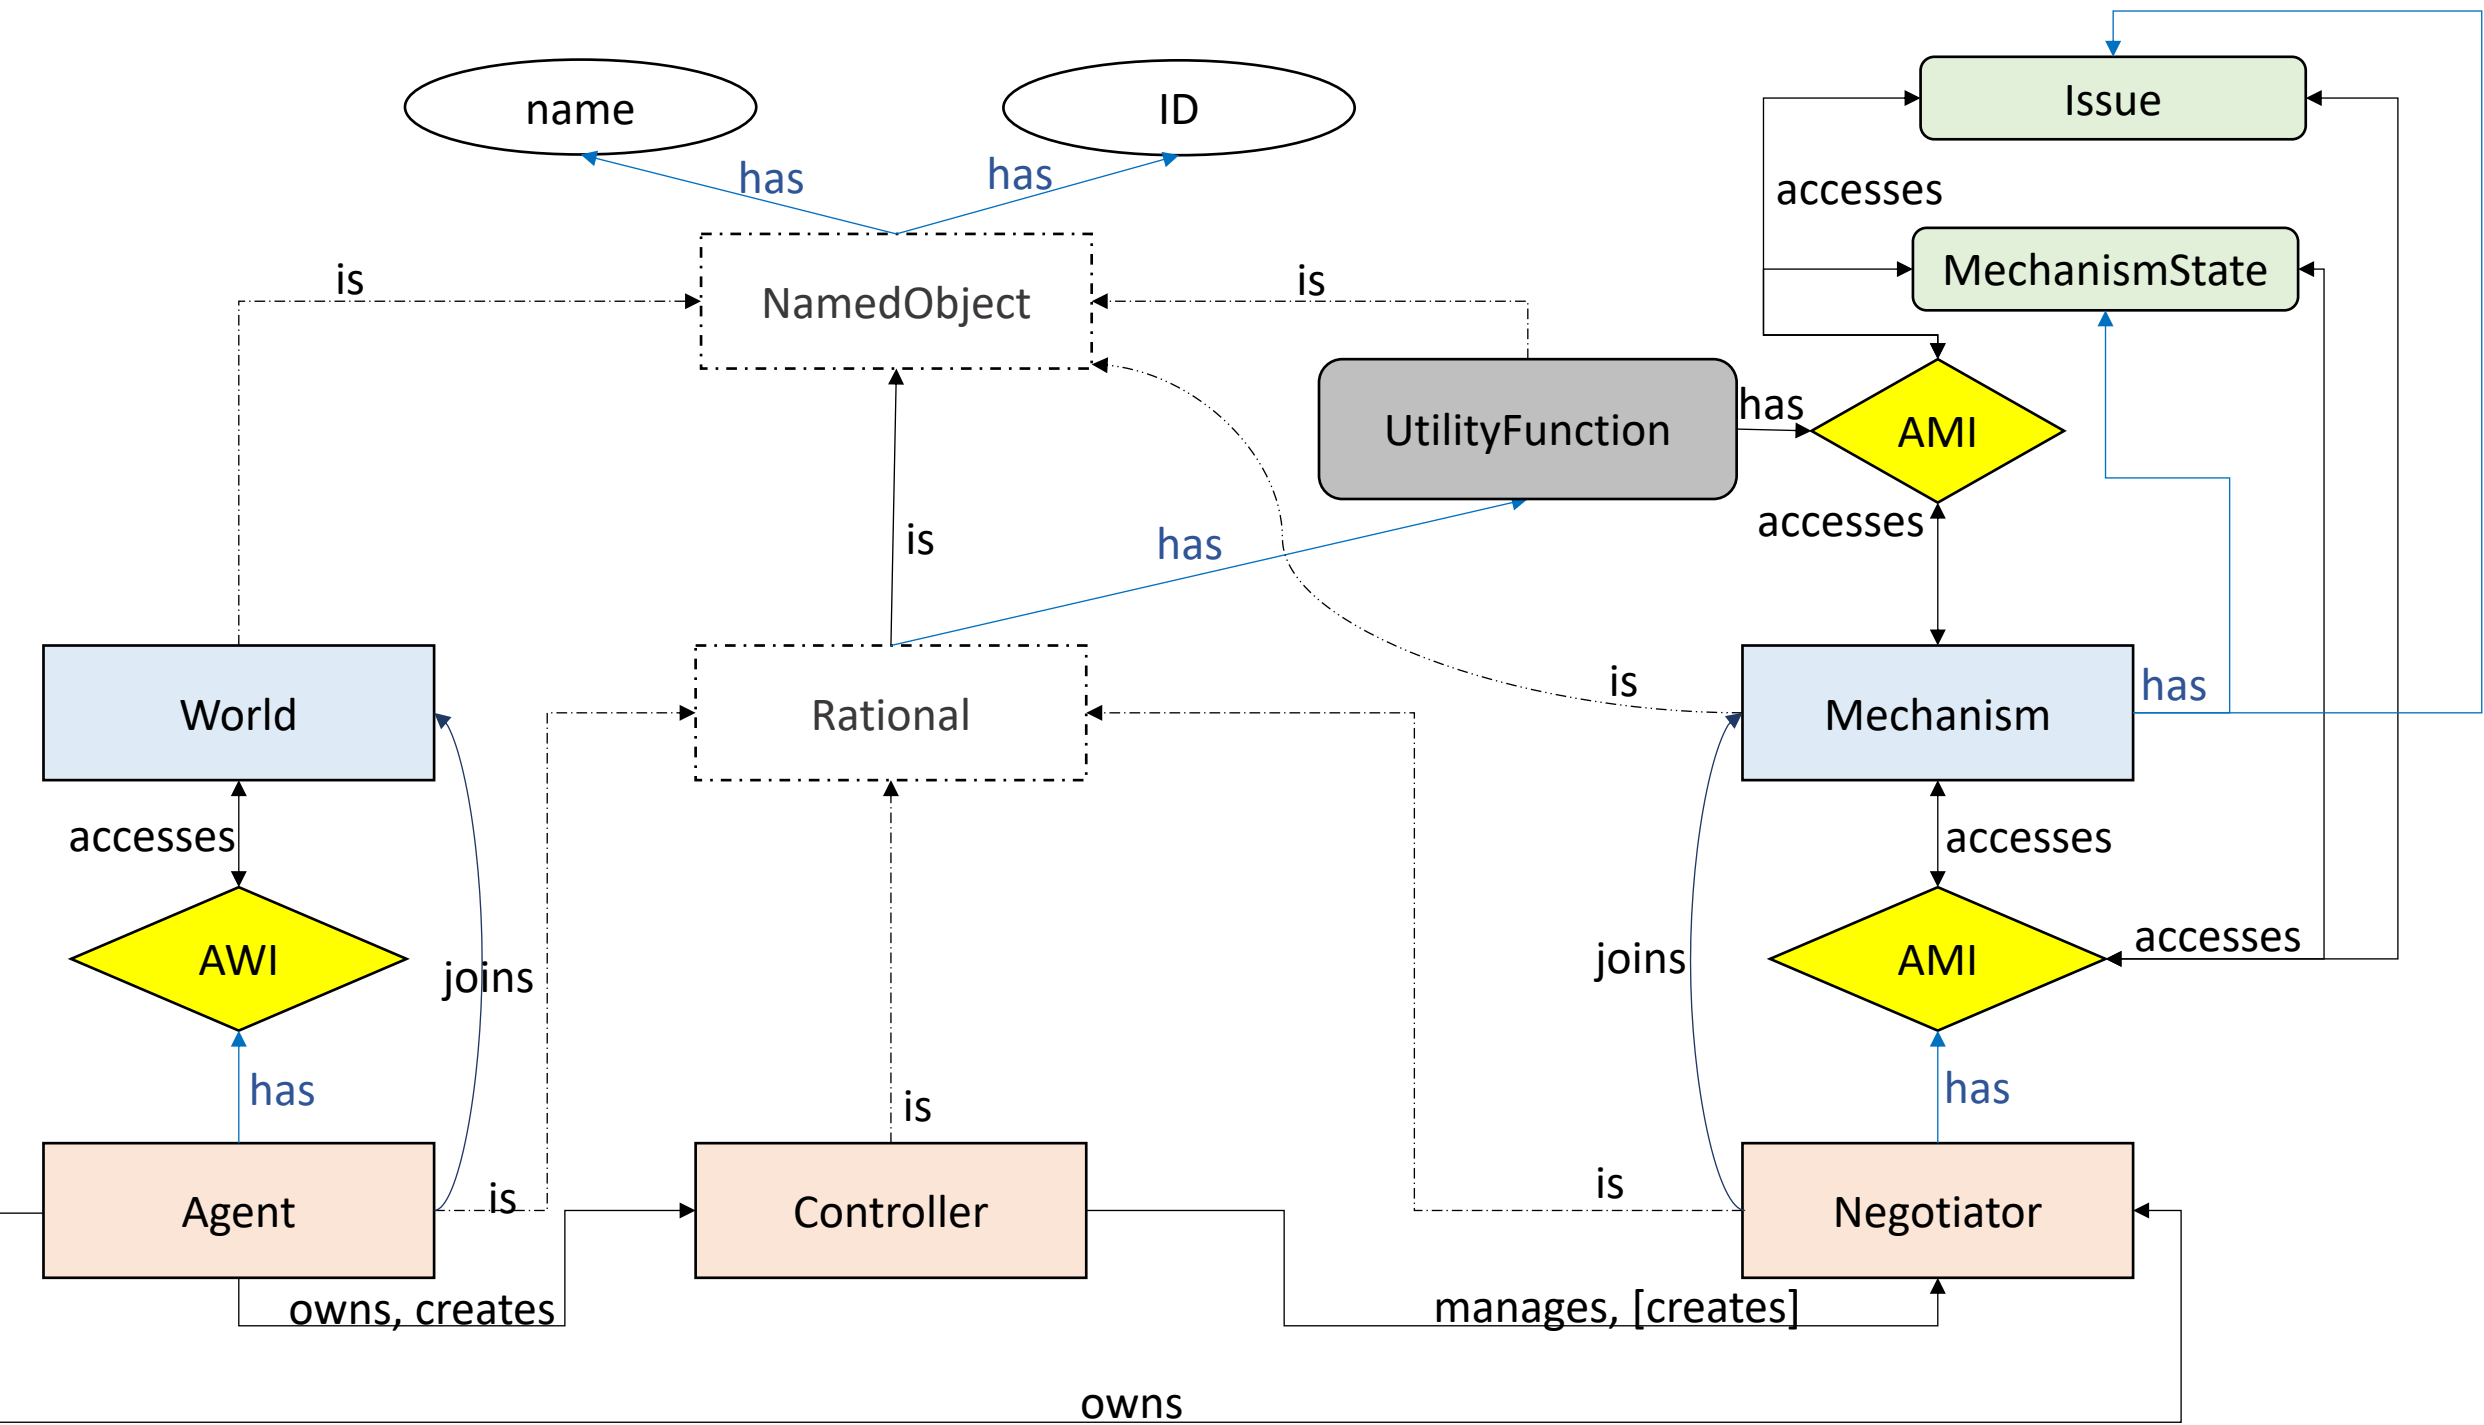 name
ID
Issue
has
has
accesses
is
NamedObject
is
MechanismState
UtilityFunction
has
AMI
is
has
accesses
World
Rational
is
Mechanism
has
accesses
accesses
AWI
joins
joins
AMI
accesses
has
is
has
Agent
is
Controller
is
Negotiator
owns, creates
manages, [creates]
owns